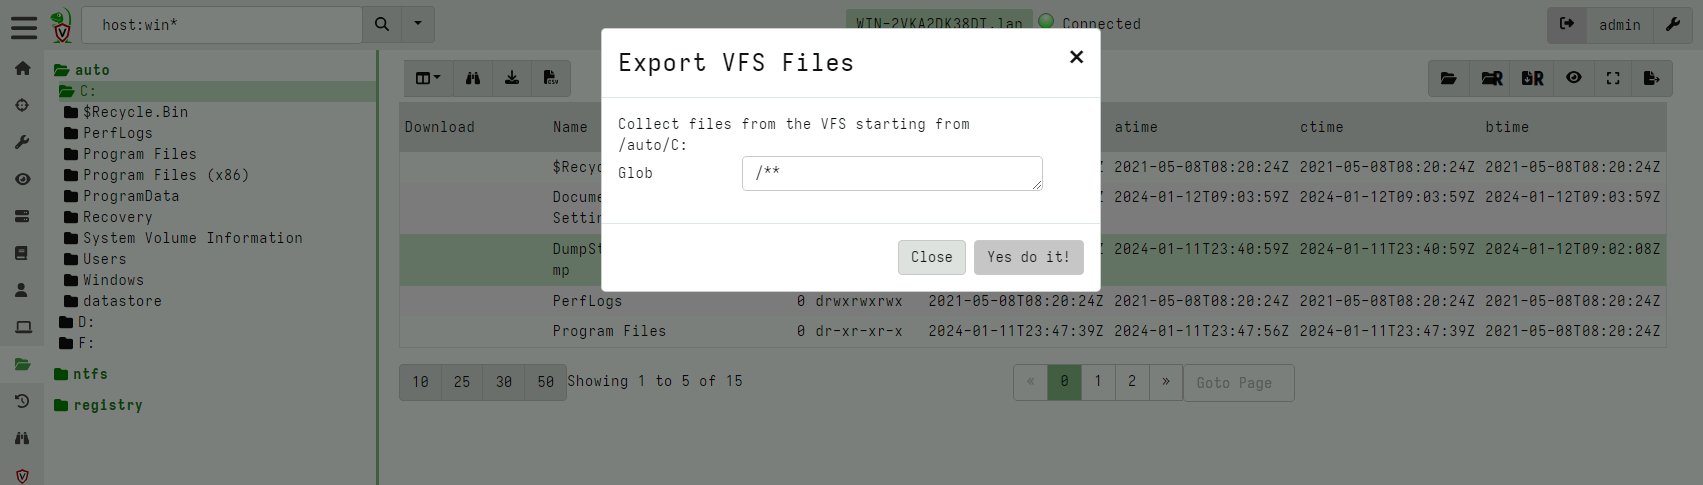 host:win*
WIN-2VKA2DK38DT.lan Connected
admin
auto
C:
$Recycle.Bin
PerfLogs
Program Files
Program Files (x86)
ProgramData
Recovery
System Volume Information
Users
Windows
datastore
D:
F:
ntfs
registry
CSV
R
R
Export VFS Files
Collect files from the VFS starting from
/auto/C:
Glob /**
Close Yes do it!
Download Name atime ctime btime
2021-05-08T08:20:24Z 2021-05-08T08:20:24Z 2021-05-08T08:20:24Z
2024-01-12T09:03:59Z 2024-01-12T09:03:59Z 2024-01-12T09:03:59Z
2024-01-11T23:40:59Z 2024-01-11T23:40:59Z 2024-01-12T09:02:08Z
mp
PerfLogs 0 drwxrwxrwx 2021-05-08T08:20:24Z 2021-05-08T08:20:24Z 2021-05-08T08:20:24Z 2021-05-08T08:20:24Z
Program Files 0 dr-xr-xr-x 2024-01-11T23:47:39Z 2024-01-11T23:47:56Z 2024-01-11T23:47:39Z 2021-05-08T08:20:24Z
10 25 30 50 Showing 1 to 5 of 15
« 0 1 2 » Goto Page